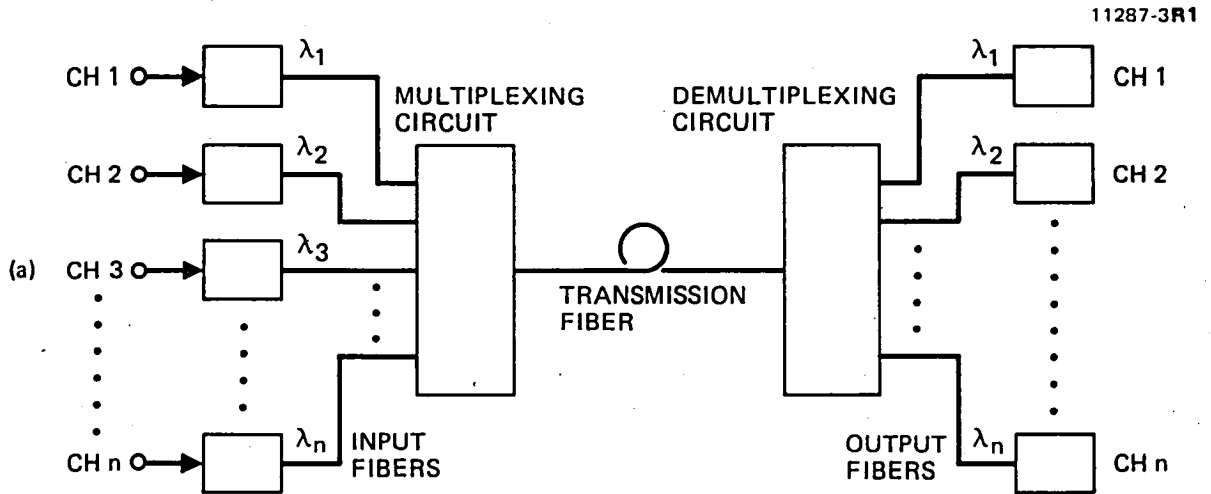 11287-3R1
CH 1
λ1
MULTIPLEXING
CIRCUIT
DEMULTIPLEXING
CIRCUIT
λ1
CH 1
CH 2
λ2
λ2
CH 2
(a)
CH 3
λ3
TRANSMISSION
FIBER
CH n
λn
INPUT
FIBERS
OUTPUT
FIBERS
λn
CH n